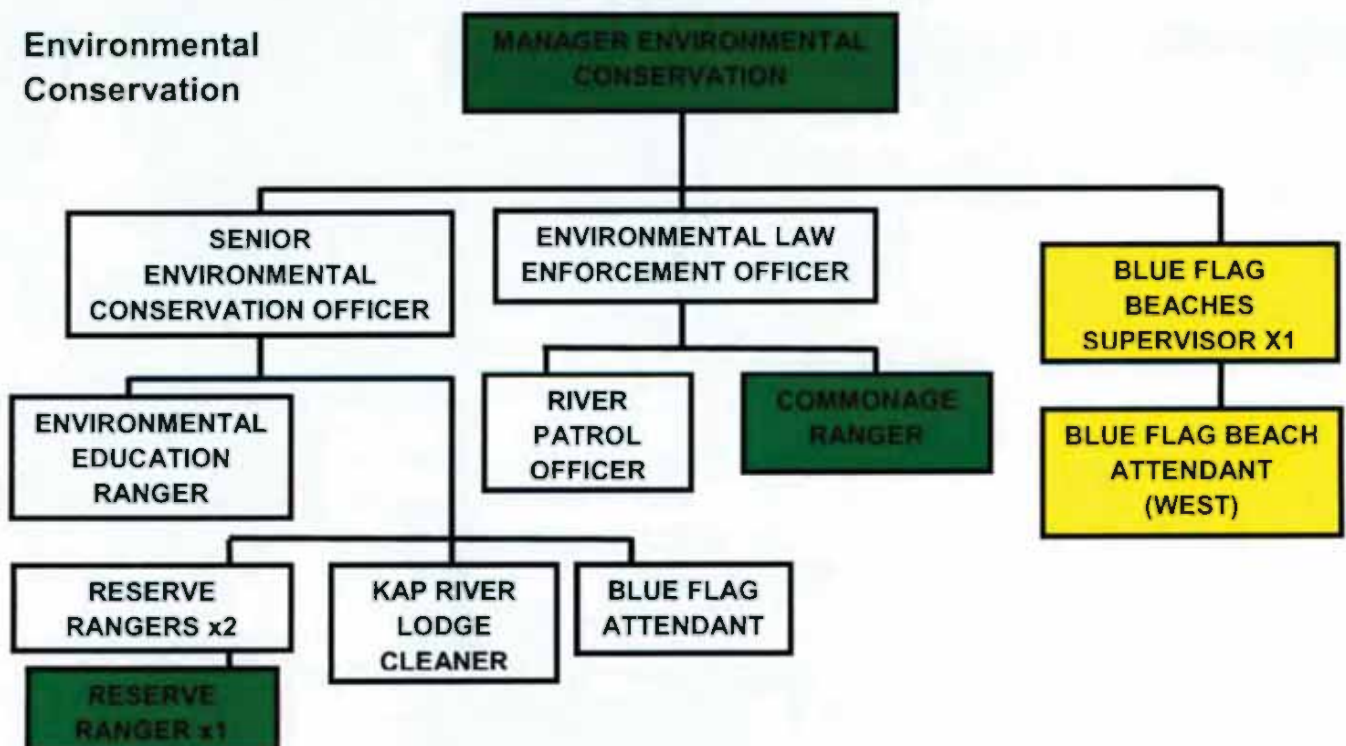 Environmental
Conservation
MANAGER ENVIRONMENTAL
CONSERVATION
SENIOR
ENVIRONMENTAL
CONSERVATION OFFICER
ENVIRONMENTAL LAW
ENFORCEMENT OFFICER
BLUE FLAG
BEACHES
SUPERVISOR X1
ENVIRONMENTAL
EDUCATION
RANGER
RIVER
PATROL
OFFICER
COMMONAGE
RANGER
BLUE FLAG BEACH
ATTENDANT
(WEST)
RESERVE
RANGERS x2
KAP RIVER
LODGE
CLEANER
BLUE FLAG
ATTENDANT
RESERVE
RANGER x1